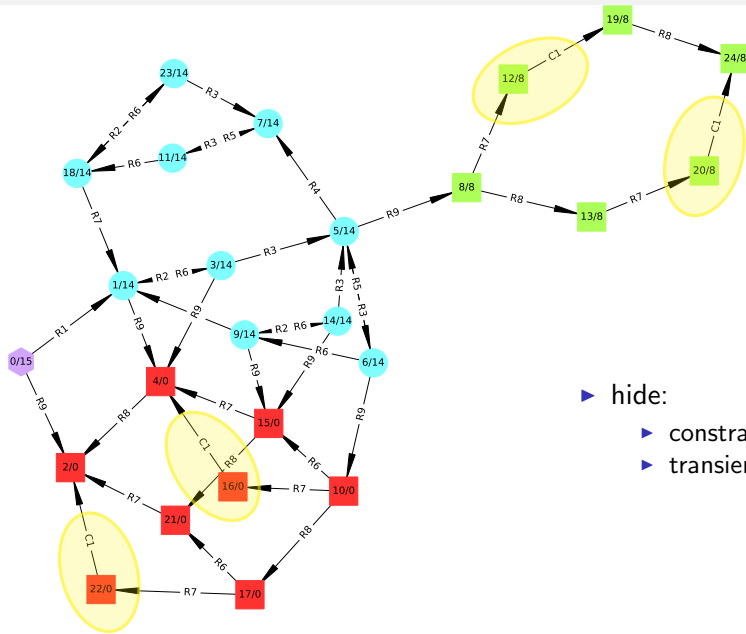 19/8
R8
24/8
C1
12/8
23/14
R3
R2 R6
7/14
C1
R3 R5
11/14
R6
18/14
R7
20/8
R4
8/8
R8
R7
13/8
R9
R7
5/14
R3
3/14
R2 R6
1/14
R5
R3
R3
R9
R9
R1
14/14
R2 R6
9/14
R6
6/14
0/15
R9
R9
4/0
R7
R9
R9
R8
15/0
C1
R8
R6
2/0
16/0
R7
10/0
R7
21/0
R8
C1
R6
22/0
R7
17/0
▶ hide:
▶ constra
▶ transien